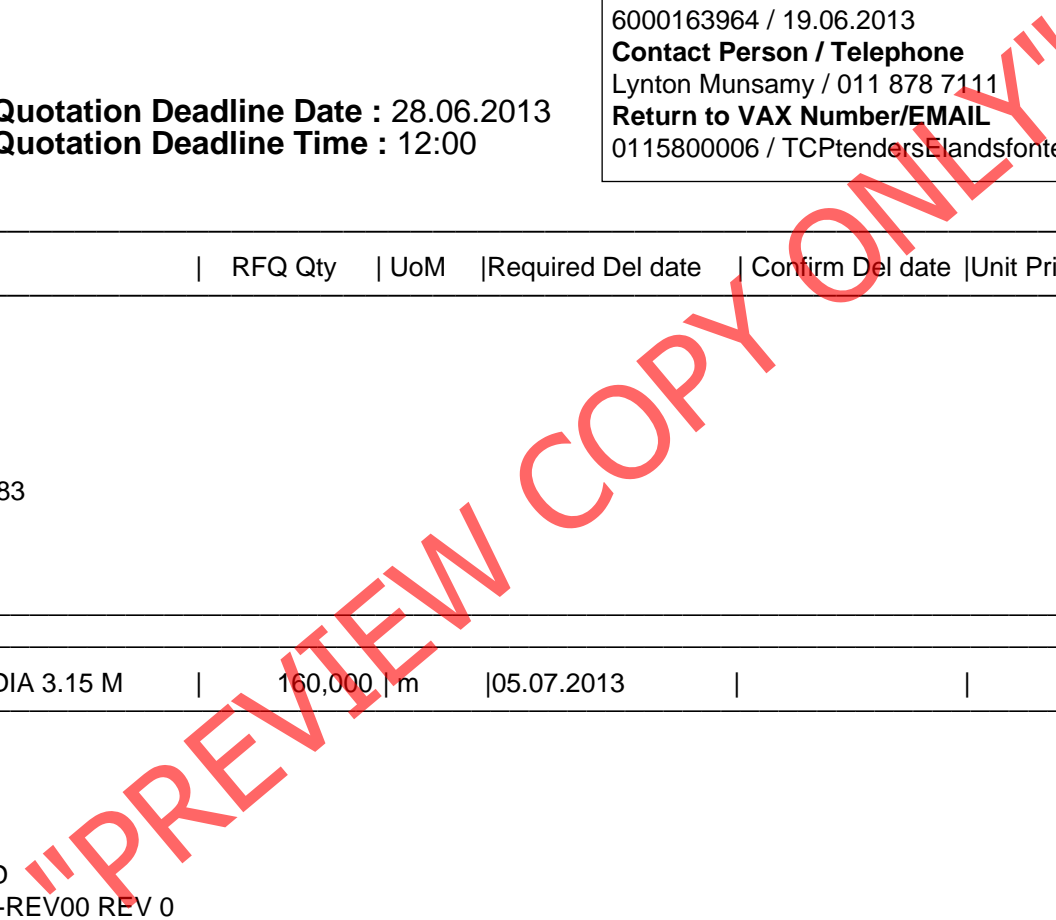 6000163964 / 19.06.2013
Contact Person / Telephone
Lynton Munsamy / 011 878 7111
Quotation Deadline Date : 28.06.2013
Return to VAX Number/EMAIL
Quotation Deadline Time : 12:00
0115800006 / TCPtendersElandsfonte
| RFQ Qty | UoM |Required Del date | Confirm Del date |Unit Pri
83
DIA 3.15 M | 160,000 | m |05.07.2013 | |
-REV00 REV 0
"PREVIEW COPY ONLY"